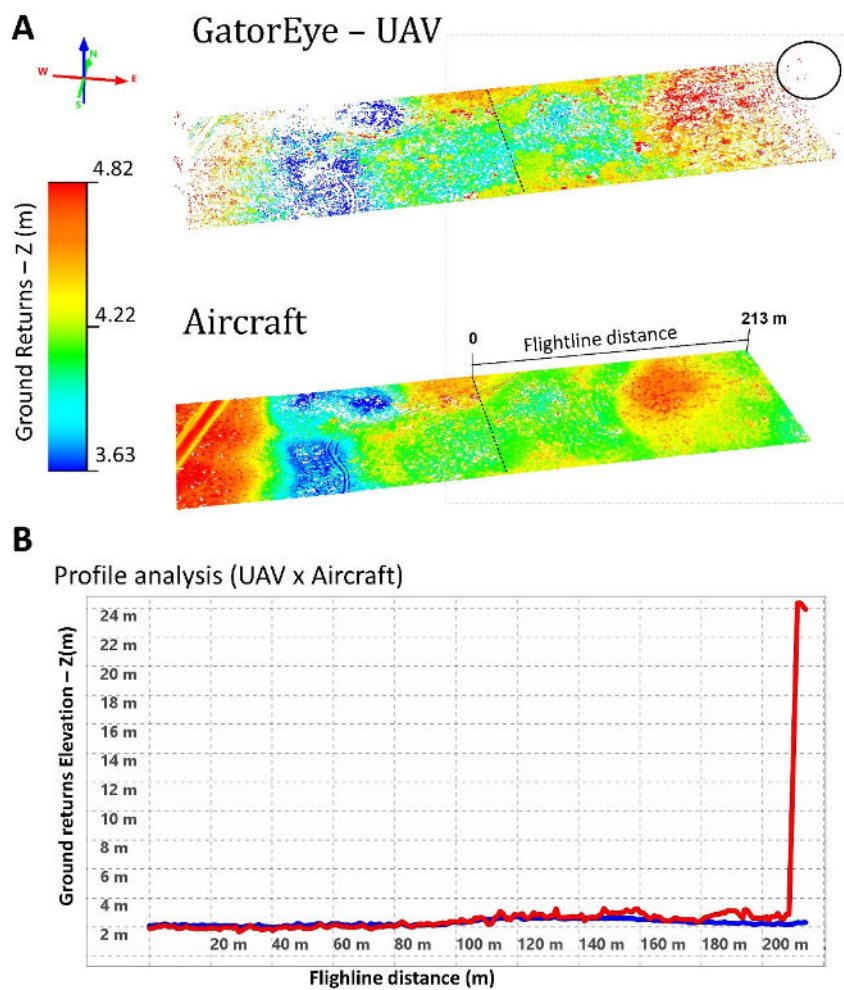 A
GatorEye – UAV
N
W
E
S
4.82
4.22
3.63
Ground Returns – Z (m)
Aircraft
0
Flightline distance
213 m
B
Profile analysis (UAV x Aircraft)
24 m
22 m
20 m
18 m
16 m
14 m
12 m
10 m
8 m
6 m
4 m
2 m
Ground returns Elevation – Z(m)
20 m 40 m 60 m 80 m 100 m 120 m 140 m 160 m 180 m 200 m
Flighline distance (m)